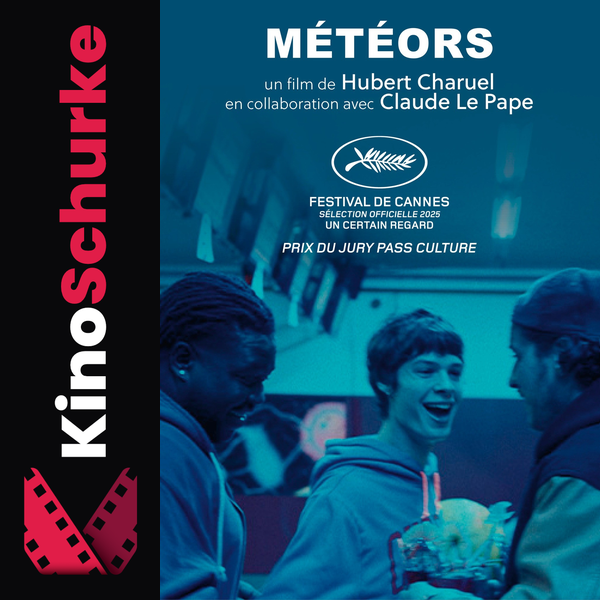 KinoSchurke
MÉTÉORS
un film de Hubert Charuel
en collaboration avec Claude Le Pape
FESTIVAL DE CANNES
SÉLECTION OFFICIELLE 2025
UN CERTAIN REGARD
PRIX DU JURY PASS CULTURE